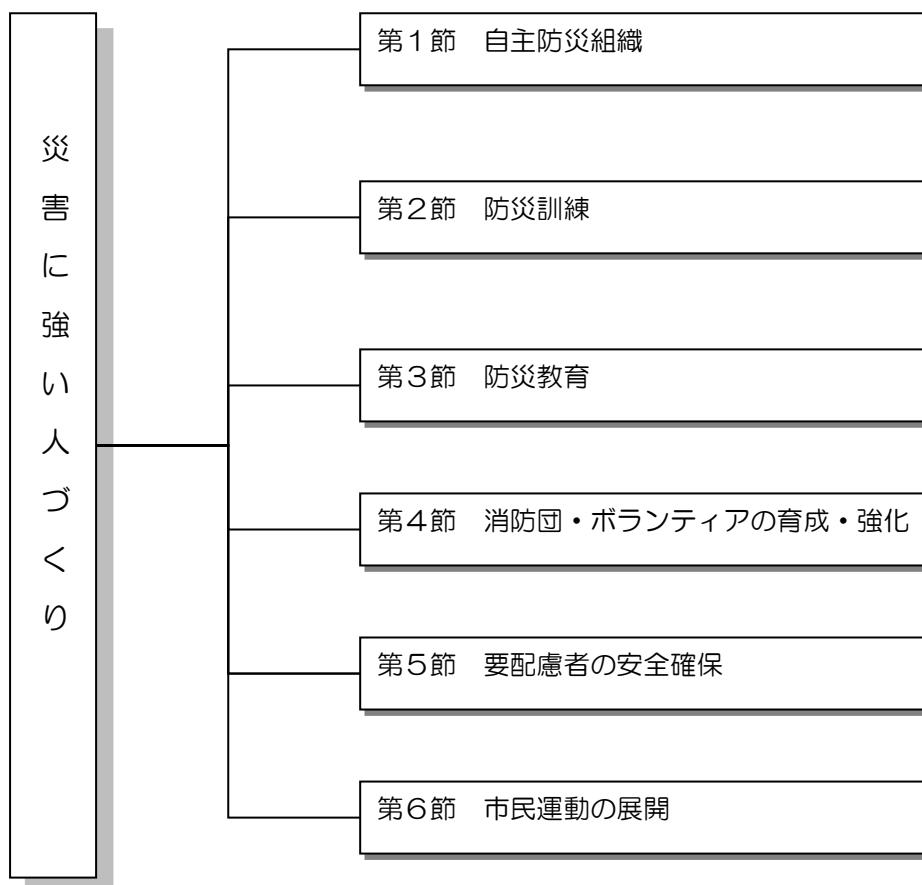 災害に強い人づくり
第1節　自主防災組織
第2節　防災訓練
第3節　防災教育
第4節　消防団・ボランティアの育成・強化
第5節　要配慮者の安全確保
第6節　市民運動の展開